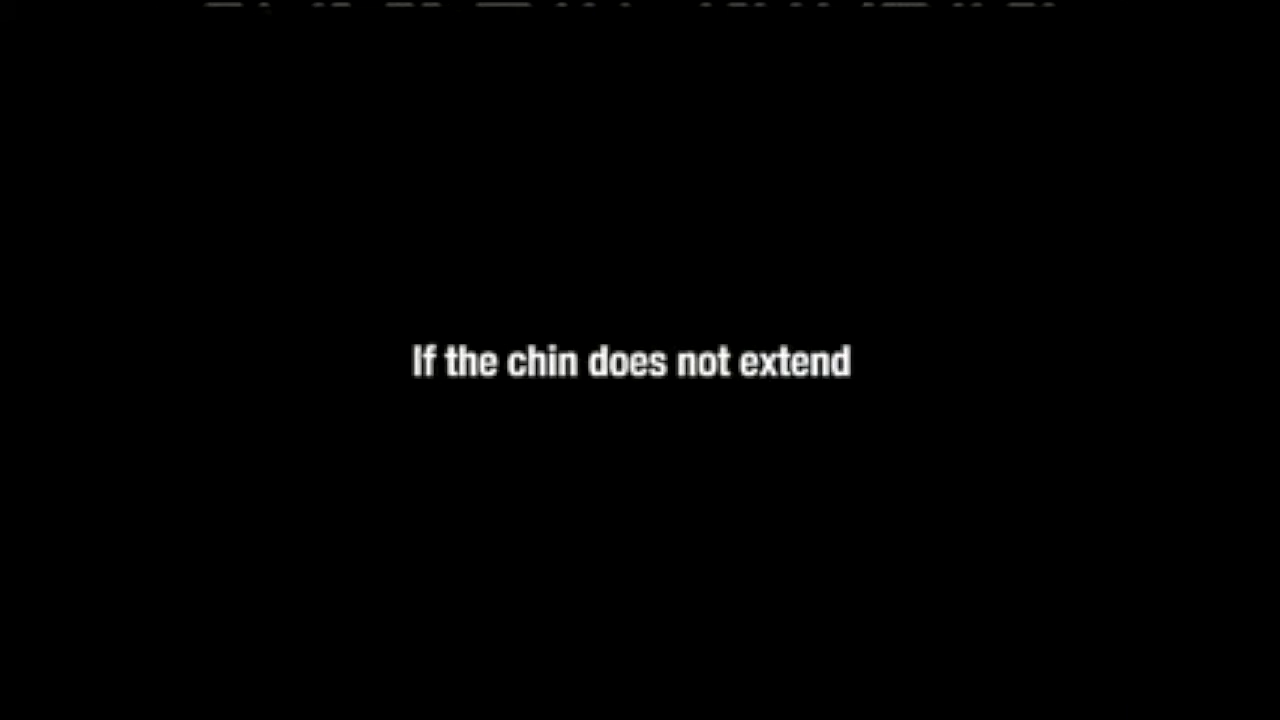 If the chin does not extend